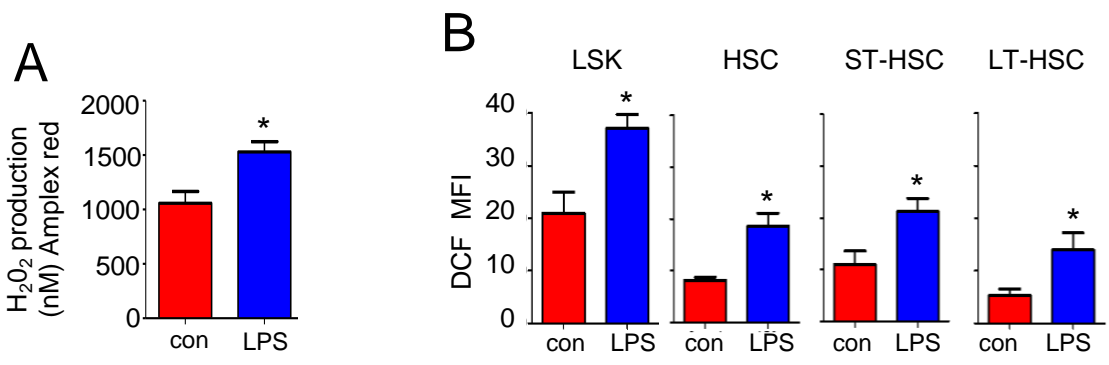 A
H2O2 production
(nM) Amplex red
2000
1500
1000
500
0
*
con LPS
B
LSK HSC ST-HSC LT-HSC
DCF MFI
40
30
20
10
0
* * * *
con LPS con LPS con LPS con LPS